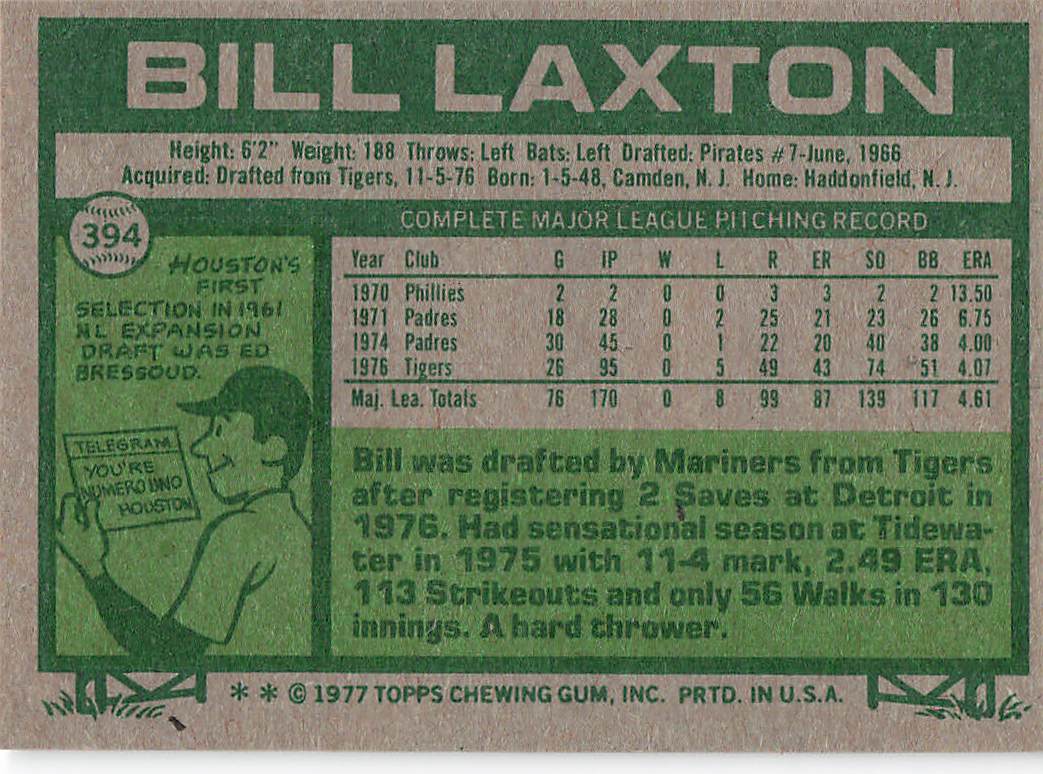 BILL LAXTON
Height: 6'2" Weight: 188 Throws: Left Bats: Left Drafted: Pirates #7-June, 1966
Acquired: Drafted from Tigers, 11-5-76 Born: 1-5-48, Camden, N. J. Home: Haddonfield, N. J.
394
COMPLETE MAJOR LEAGUE PITCHING RECORD
HOUSTON'S
FIRST
SELECTION IN 1961
NL EXPANSION
DRAFT WAS ED
BRESSOUD.
TELEGRAM
YOU'RE
NUMERO UNO
HOUSTON
Year Club G IP W L R ER SO BB ERA
1970 Phillies 2 2 0 0 3 3 2 2 13.50
1971 Padres 18 28 0 2 25 21 23 26 6.75
1974 Padres 30 45 0 1 22 20 40 38 4.00
1976 Tigers 26 95 0 5 49 43 74 51 4.07
Maj. Lea. Totals 76 170 0 8 99 87 139 117 4.61
Bill was drafted by Mariners from Tigers
after registering 2 Saves at Detroit in
1976. Had sensational season at Tidewa-
ter in 1975 with 11-4 mark, 2.49 ERA,
113 Strikeouts and only 56 Walks in 130
innings. A hard thrower.
* * © 1977 TOPPS CHEWING GUM, INC. PRTD. IN U.S.A.